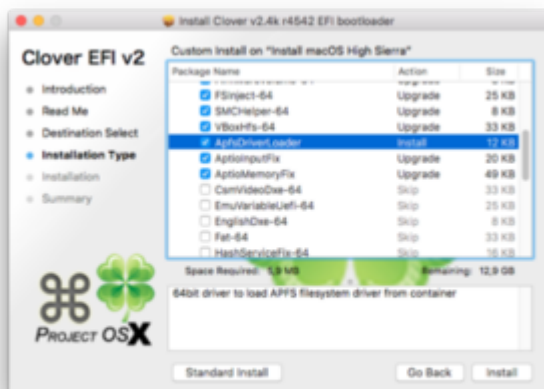 Install Clover v2.4k r4542 EFI bootloader
Clover EFI v2
Custom Install on "Install macOS High Sierra"
Package Name Action Size
FSInject-64 Upgrade 25 KB
SMCHelper-64 Upgrade 8 KB
VBoxHfs-64 Upgrade 33 KB
ApfsDriverLoader Install 12 KB
AptioInputFix Upgrade 20 KB
AptioMemoryFix Upgrade 49 KB
CsmVideoDxe-64 Skip 33 KB
EmuVariableUefi-64 Skip 25 KB
EnglishDxe-64 Skip 8 KB
Fat-64 Skip 33 KB
HashServiceFix-64 Skip 16 KB
Introduction
Read Me
Destination Select
Installation Type
Installation
Summary
Space Required: 5,9 MB Remaining: 12,9 GB
64bit driver to load APFS filesystem driver from container
PROJECT OSX
Standard Install Go Back Install